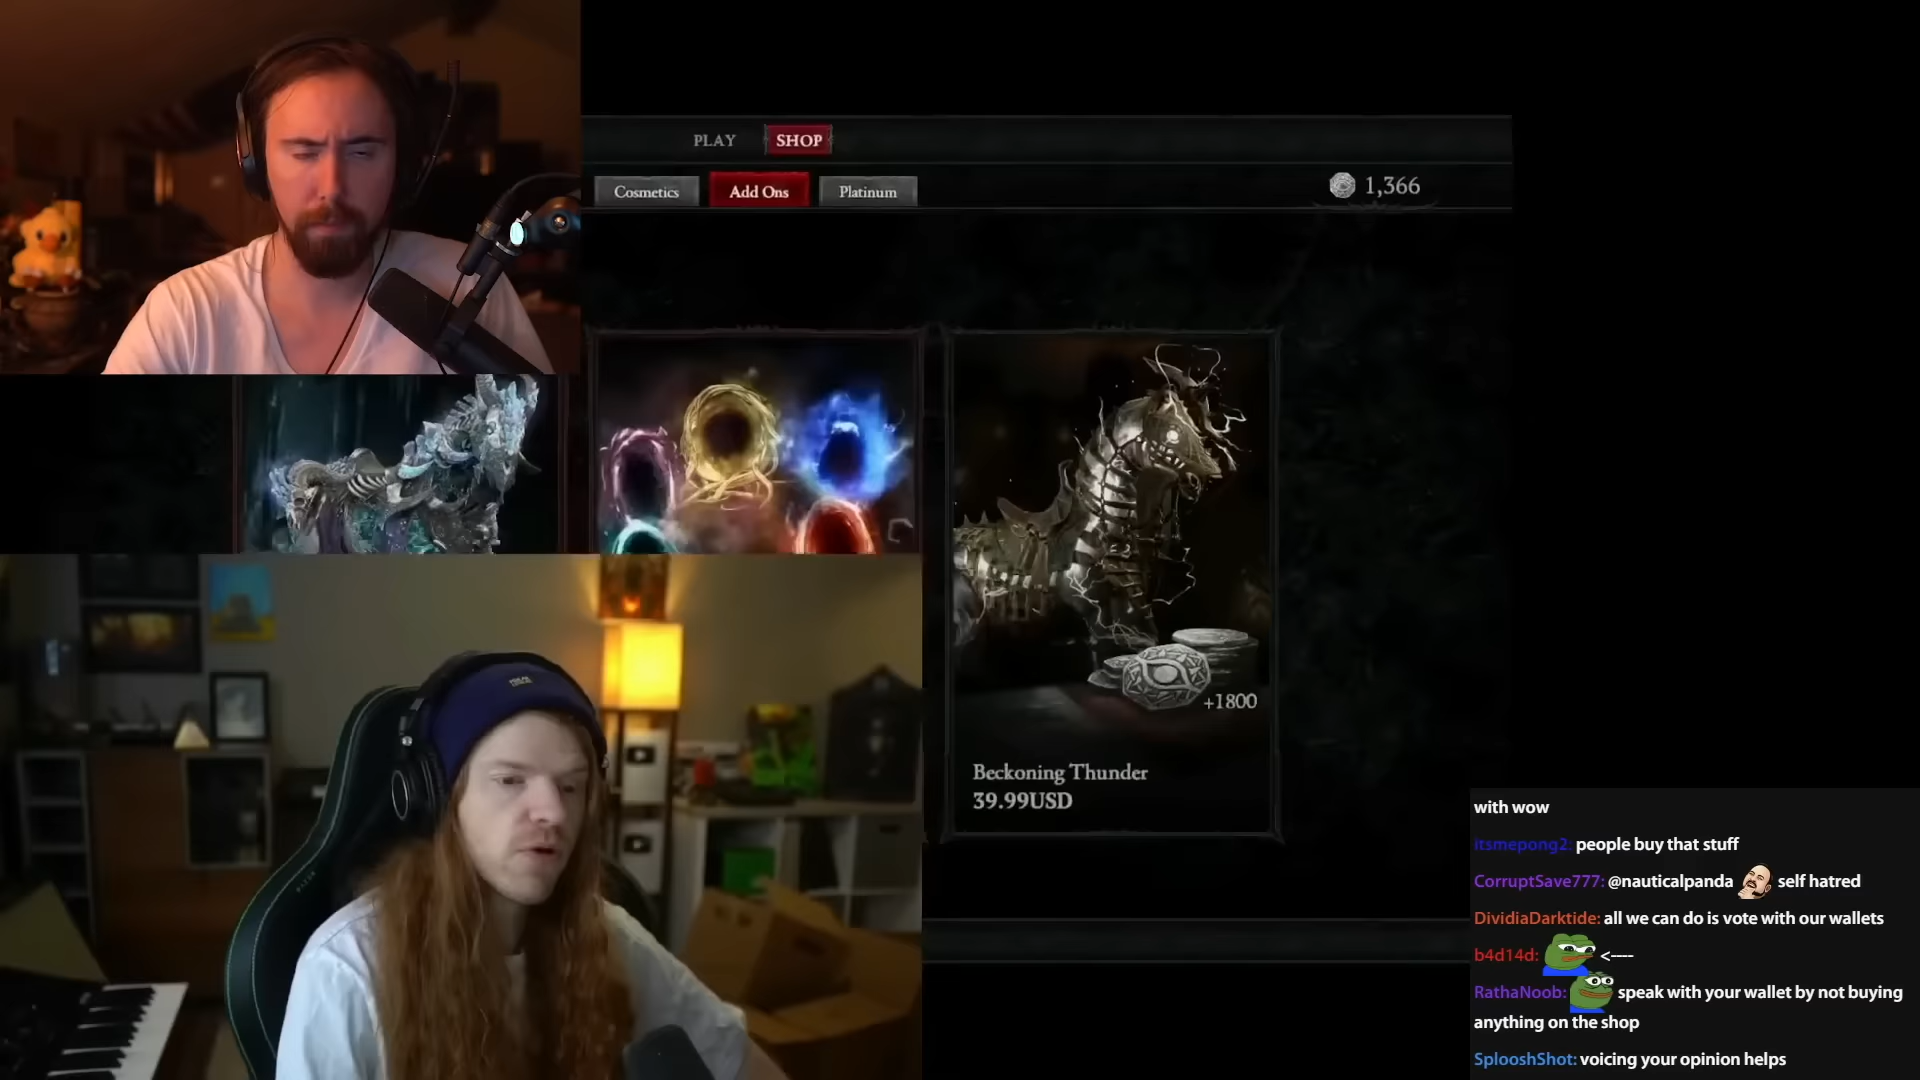 PLAY SHOP
Cosmetics Add Ons Platinum
1,366
+1800
Beckoning Thunder
39.99USD
with wow
itsmepong2: people buy that stuff
CorruptSave777: @nauticalpanda self hatred
DividiaDarktide: all we can do is vote with our wallets
b4d14d: <----
RathaNoob: speak with your wallet by not buying
anything on the shop
SplooshShot: voicing your opinion helps